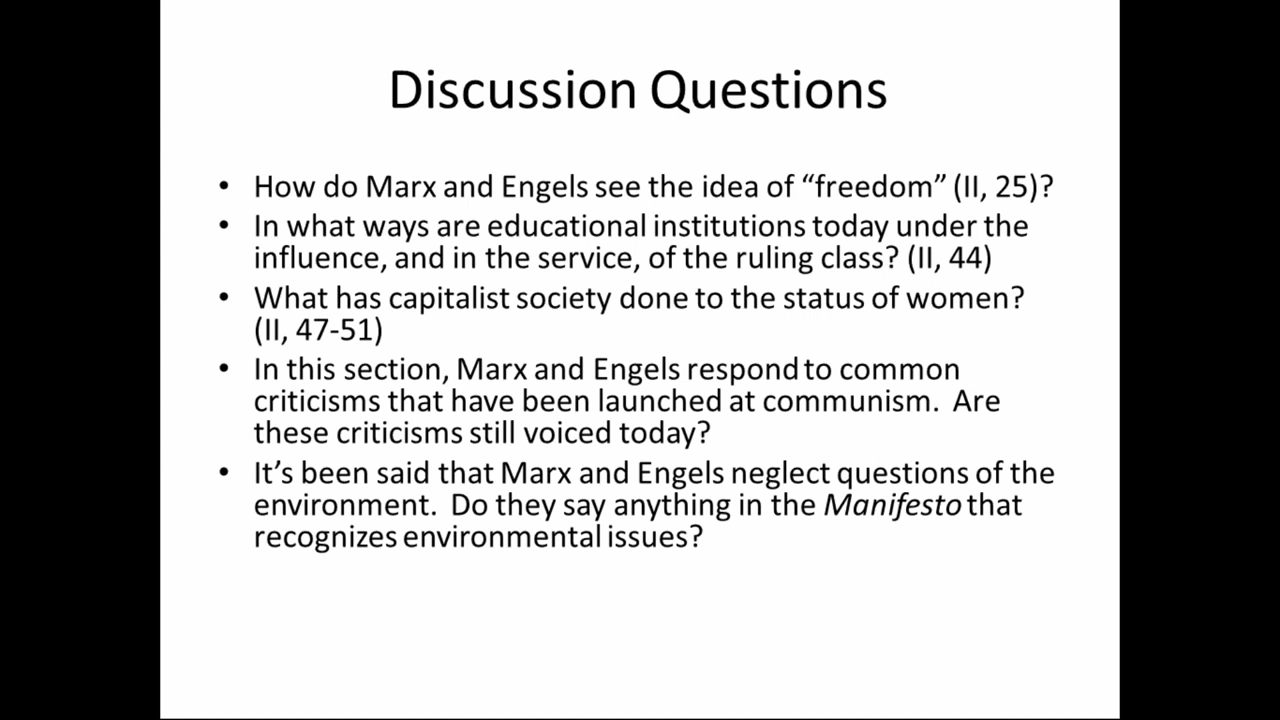 Discussion Questions
• How do Marx and Engels see the idea of “freedom” (II, 25)?
• In what ways are educational institutions today under the
influence, and in the service, of the ruling class? (II, 44)
• What has capitalist society done to the status of women?
(II, 47-51)
• In this section, Marx and Engels respond to common
criticisms that have been launched at communism.  Are
these criticisms still voiced today?
• It’s been said that Marx and Engels neglect questions of the
environment.  Do they say anything in the Manifesto that
recognizes environmental issues?